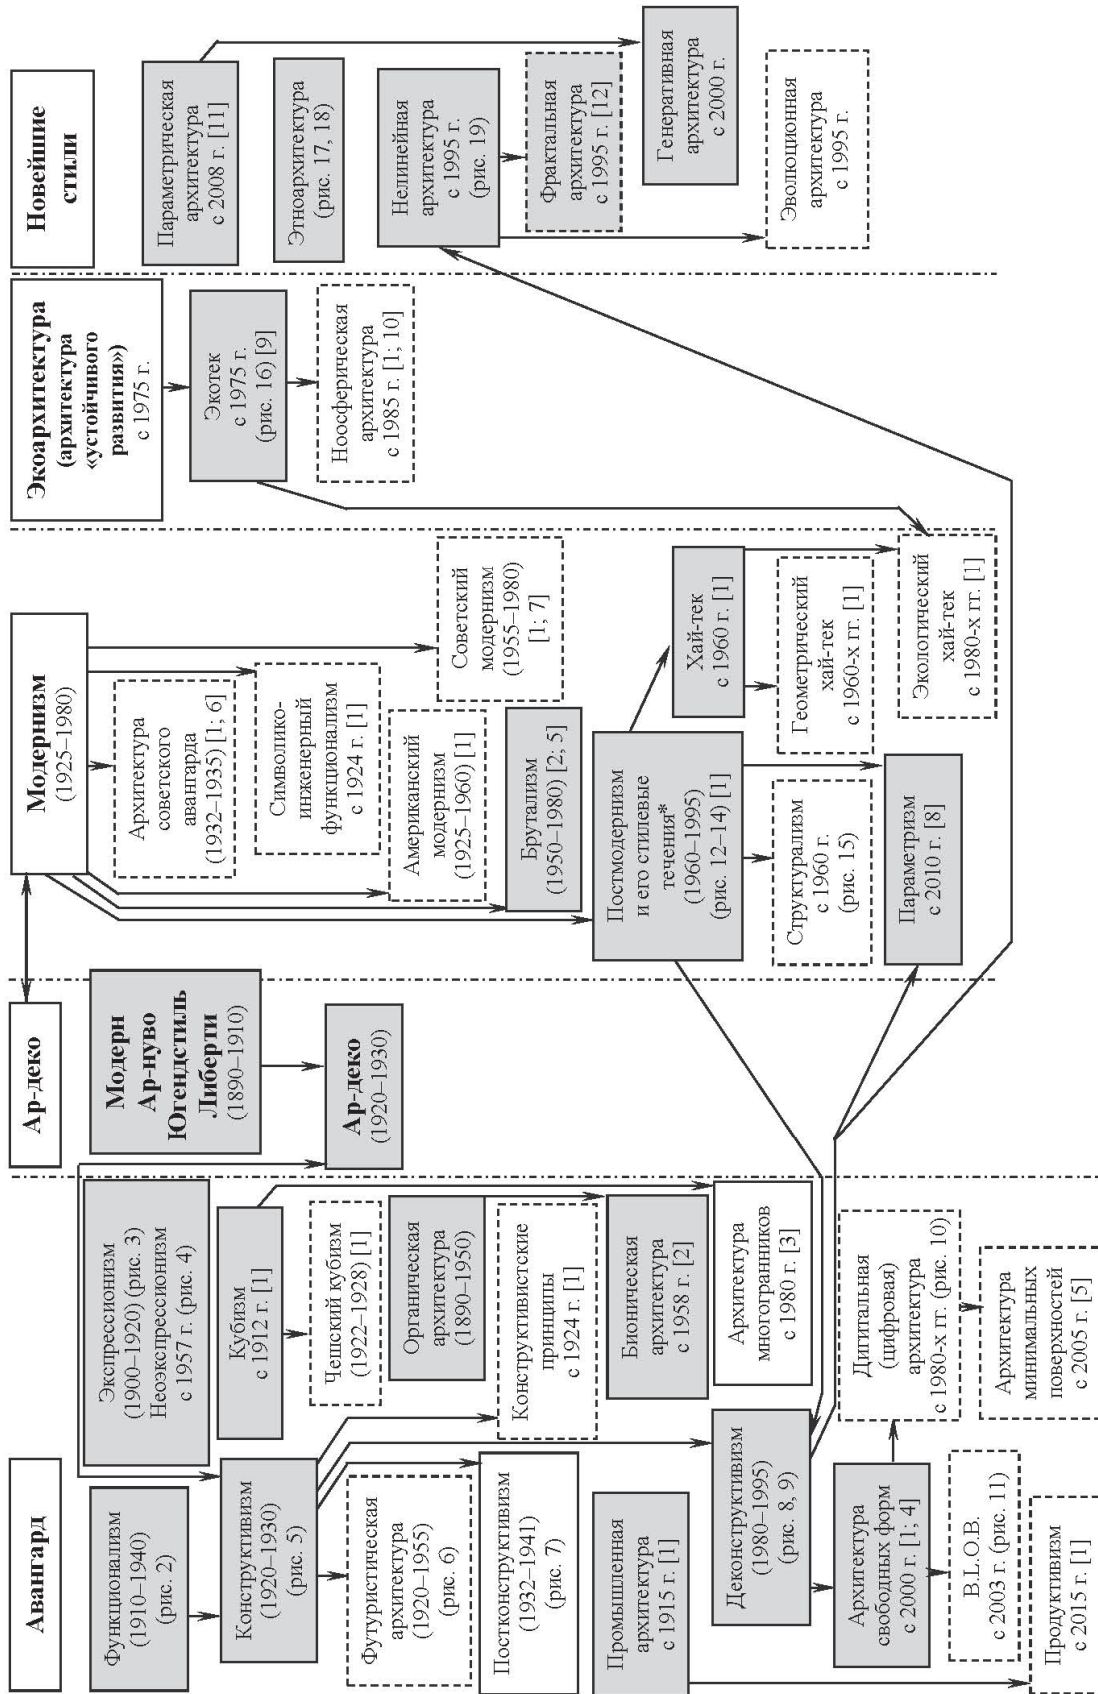 Авангард
Функционализм
(1910–1940)
(рис. 2)
Экспрессионизм
(1900–1920) (рис. 3)
Неоэкспрессионизм
с 1957 г. (рис. 4)
Конструктивизм
(1920–1930)
(рис. 5)
Кубизм
с 1912 г. [1]
Чешский кубизм
(1922–1928) [1]
Футуристическая
архитектура
(1920–1955)
(рис. 6)
Органическая
архитектура
(1890–1950)
Постконструктивизм
(1932–1941)
(рис. 7)
Конструктивистские
принципы
с 1924 г. [1]
Промышленная
архитектура
с 1915 г. [1]
Бионическая
архитектура
с 1958 г. [2]
Деконструктивизм
(1980–1995)
(рис. 8, 9)
Архитектура
многогранников
с 1980 г. [3]
Архитектура
свободных форм
с 2000 г. [1; 4]
Дигитальная
(цифровая)
архитектура
с 1980-х гг. (рис. 10)
B.L.O.B.
с 2003 г. (рис. 11)
Архитектура
минимальных
поверхностей
с 2005 г. [5]
Продуктивизм
с 2015 г. [1]
Ар-деко
Модерн
Ар-нуво
Югендстиль
Либерти
(1890–1910)
Ар-деко
(1920–1930)
Модернизм
(1925–1980)
Архитектура
советского
авангарда
(1932–1935) [1; 6]
Символико-
инженерный
функционализм
с 1924 г. [1]
Американский
модернизм
(1925–1960) [1]
Советский
модернизм
(1955–1980)
[1; 7]
Брутализм
(1950–1980) [2; 5]
Постмодернизм
и его стилевые
течения*
(1960–1995)
(рис. 12–14) [1]
Хай-тек
с 1960 г. [1]
Структурализм
с 1960 г.
(рис. 15)
Геометрический
хай-тек
с 1960-х гг. [1]
Параметризм
с 2010 г. [8]
Экологический
хай-тек
с 1980-х гг. [1]
Экоархитектура
(архитектура
«устойчивого
развития»)
с 1975 г.
Экотек
с 1975 г.
(рис. 16) [9]
Ноосферическая
архитектура
с 1985 г. [1; 10]
Новейшие
стили
Параметрическая
архитектура
с 2008 г. [11]
Этноархитектура
(рис. 17, 18)
Нелинейная
архитектура
с 1995 г.
(рис. 19)
Фрактальная
архитектура
с 1995 г. [12]
Генеративная
архитектура
с 2000 г.
Эволюционная
архитектура
с 1995 г.